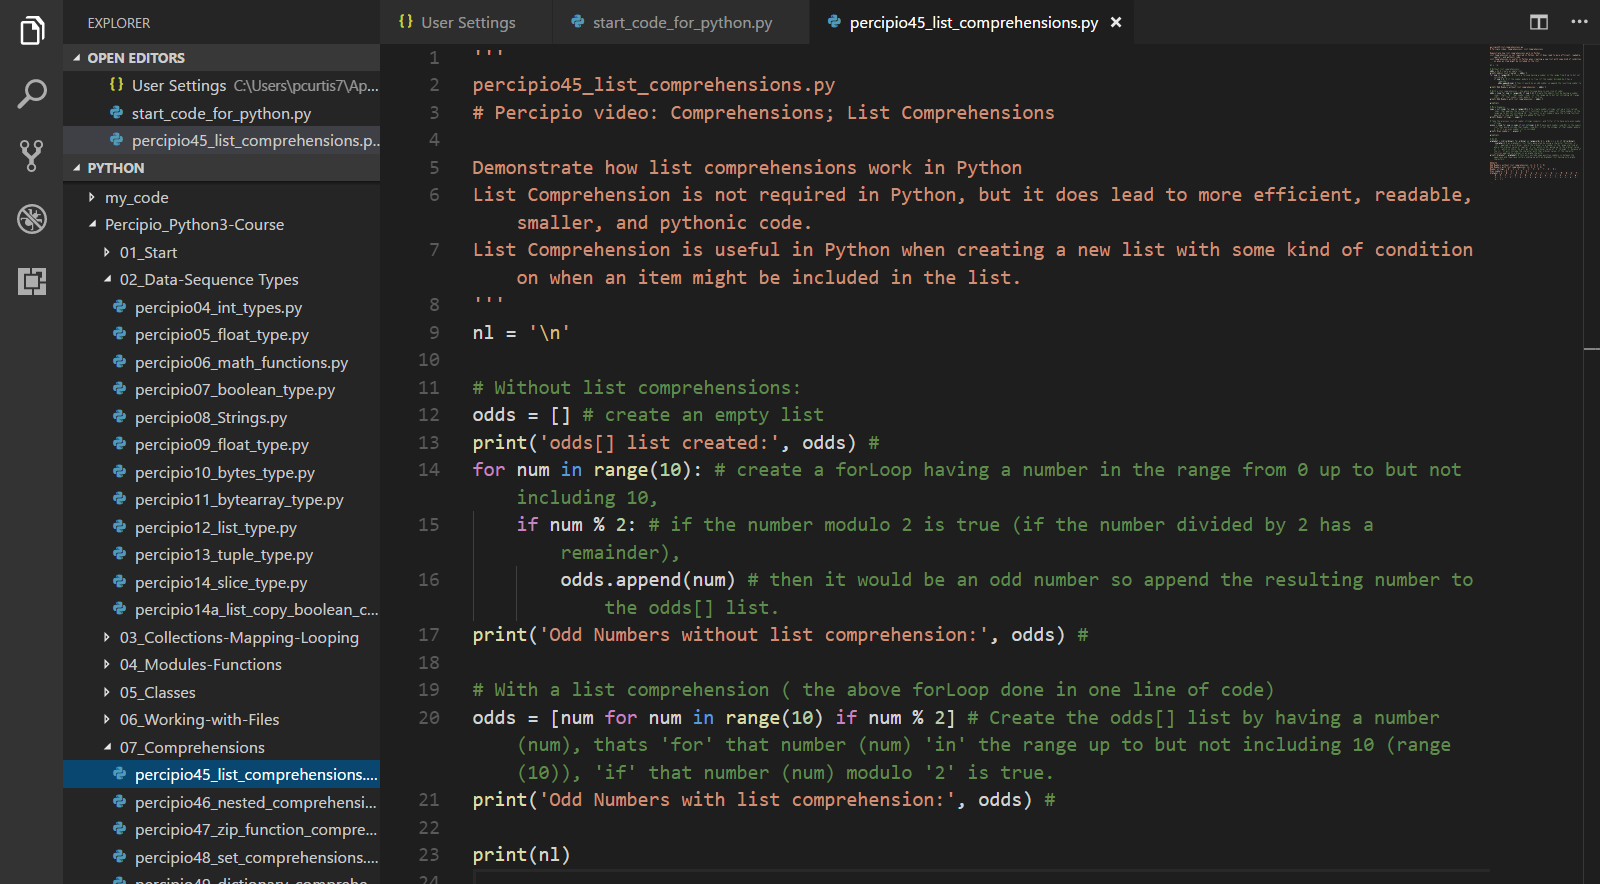 EXPLORER
OPEN EDITORS
{} User Settings C:\Users\pcurtis7\Ap...
start_code_for_python.py
percipio45_list_comprehensions.p...
PYTHON
my_code
Percipio_Python3-Course
01_Start
02_Data-Sequence Types
percipio04_int_types.py
percipio05_float_type.py
percipio06_math_functions.py
percipio07_boolean_type.py
percipio08_Strings.py
percipio09_float_type.py
percipio10_bytes_type.py
percipio11_bytearray_type.py
percipio12_list_type.py
percipio13_tuple_type.py
percipio14_slice_type.py
percipio14a_list_copy_boolean_c...
03_Collections-Mapping-Looping
04_Modules-Functions
05_Classes
06_Working-with-Files
07_Comprehensions
percipio45_list_comprehensions....
percipio46_nested_comprehensi...
percipio47_zip_function_compre...
percipio48_set_comprehensions....
percipio49_dictionary_comprehe...
{} User Settings
start_code_for_python.py
percipio45_list_comprehensions.py ×
1 '''
2 percipio45_list_comprehensions.py
3 # Percipio video: Comprehensions; List Comprehensions
4
5 Demonstrate how list comprehensions work in Python
6 List Comprehension is not required in Python, but it does lead to more efficient, readable,
smaller, and pythonic code.
7 List Comprehension is useful in Python when creating a new list with some kind of condition
on when an item might be included in the list.
8 '''
9 nl = '\n'
10
11 # Without list comprehensions:
12 odds = [] # create an empty list
13 print('odds[] list created:', odds) #
14 for num in range(10): # create a forLoop having a number in the range from 0 up to but not
including 10,
15 if num % 2: # if the number modulo 2 is true (if the number divided by 2 has a
remainder),
16 odds.append(num) # then it would be an odd number so append the resulting number to
the odds[] list.
17 print('Odd Numbers without list comprehension:', odds) #
18
19 # With a list comprehension ( the above forLoop done in one line of code)
20 odds = [num for num in range(10) if num % 2] # Create the odds[] list by having a number
(num), thats 'for' that number (num) 'in' the range up to but not including 10 (range
(10)), 'if' that number (num) modulo '2' is true.
21 print('Odd Numbers with list comprehension:', odds) #
22
23 print(nl)
24